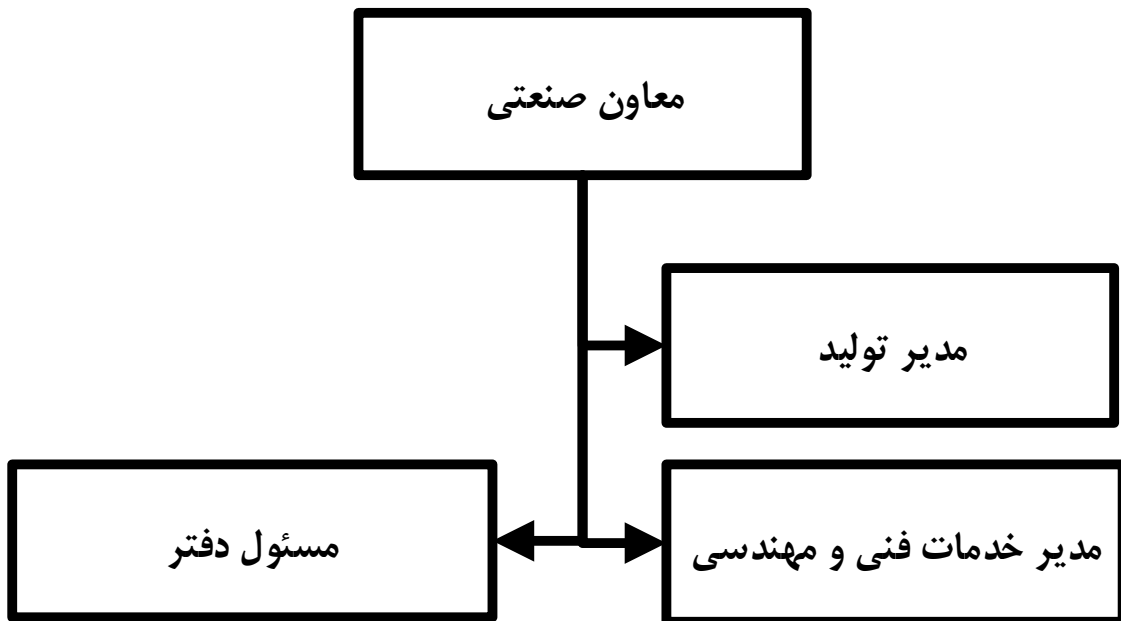 معاون صنعتی
مدیر تولید
مدیر خدمات فنی و مهندسی
مسئول دفتر